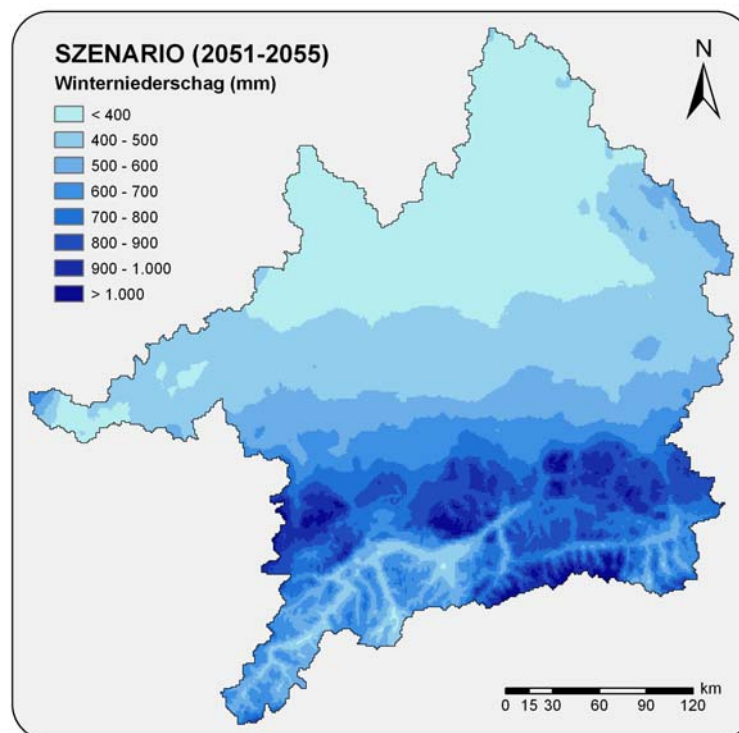 SZENARIO (2051-2055)
Winterniederschag (mm)
< 400
400 - 500
500 - 600
600 - 700
700 - 800
800 - 900
900 - 1.000
> 1.000
N
km
0 15 30 60 90 120